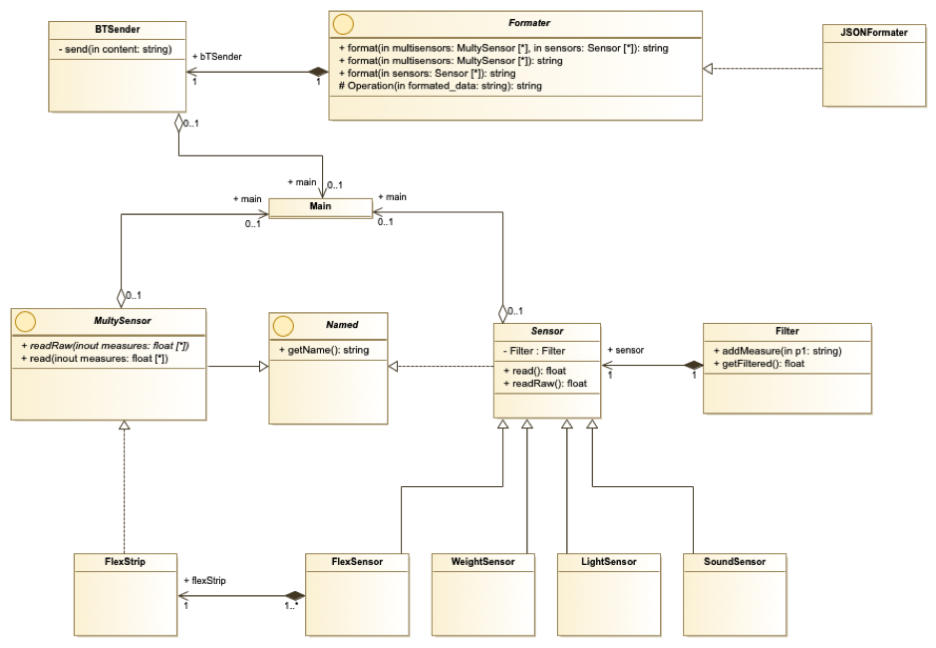 BTSender
- send(in content: string)
Formater
+ format(in multisensors: MultySensor [*], in sensors: Sensor [*]): string
+ format(in multisensors: MultySensor [*]): string
+ format(in sensors: Sensor [*]): string
# Operation(in formated_data: string): string
JSONFormater
+ bTSender
1
1
0..1
+ main
0..1
+ main
0..1
Main
+ main
0..1
0..1
0..1
MultySensor
+ readRaw(inout measures: float [*])
+ read(inout measures: float [*])
Named
+ getName(): string
Sensor
- Filter : Filter
+ read(): float
+ readRaw(): float
+ sensor
1
1
Filter
+ addMeasure(in p1: string)
+ getFiltered(): float
FlexStrip
+ flexStrip
1
1..*
FlexSensor
WeightSensor
LightSensor
SoundSensor